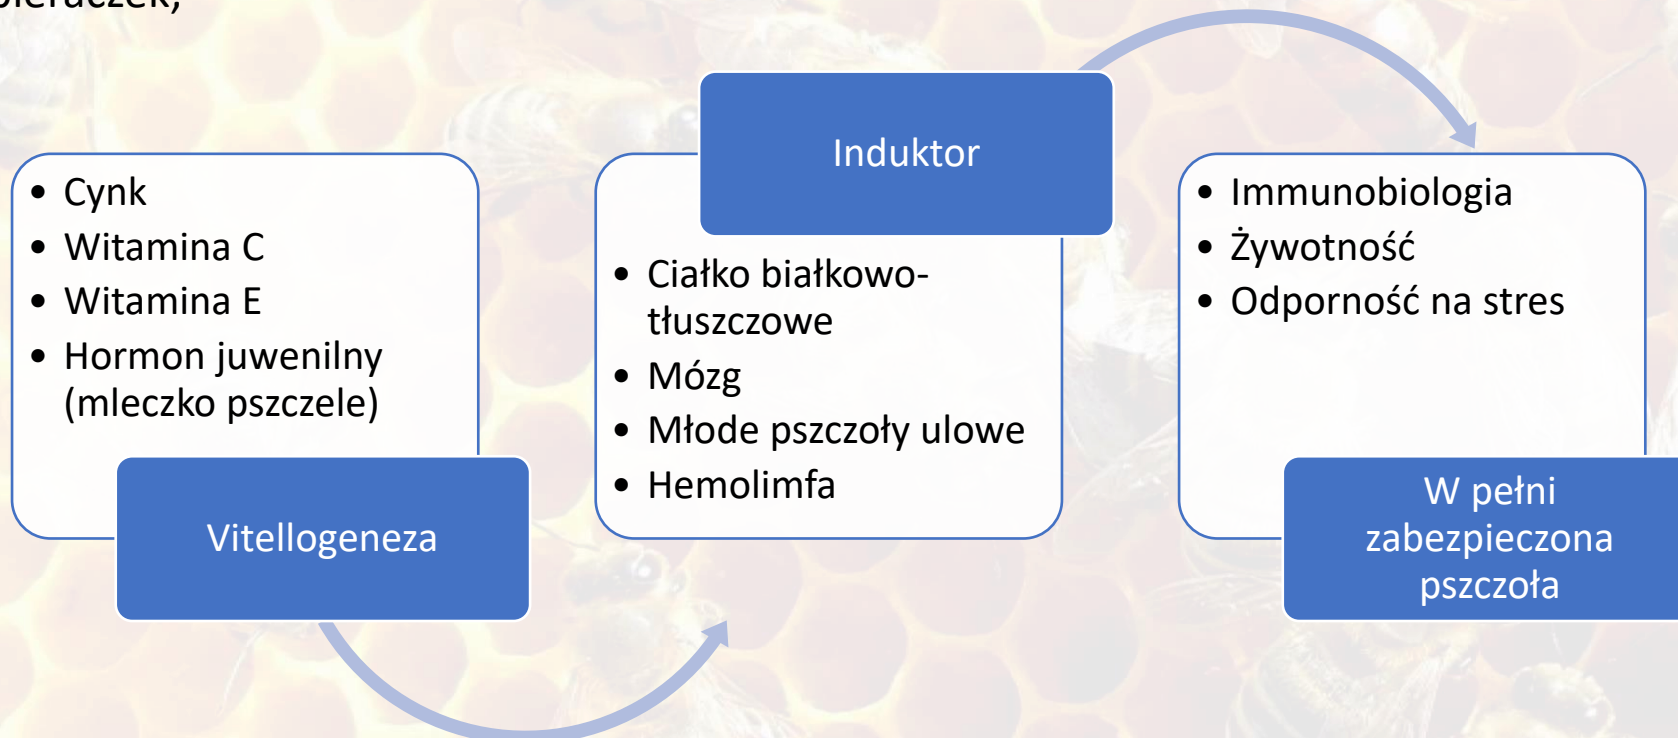 • Cynk
• Witamina C
• Witamina E
• Hormon juwenilny
(mleczko pszczele)
Vitellogeneza
Induktor
• Ciałko białkowo-
tłuszczowe
• Mózg
• Młode pszczoły ulowe
• Hemolimfa
• Immunobiologia
• Żywotność
• Odporność na stres
W pełni
zabezpieczona
pszczoła